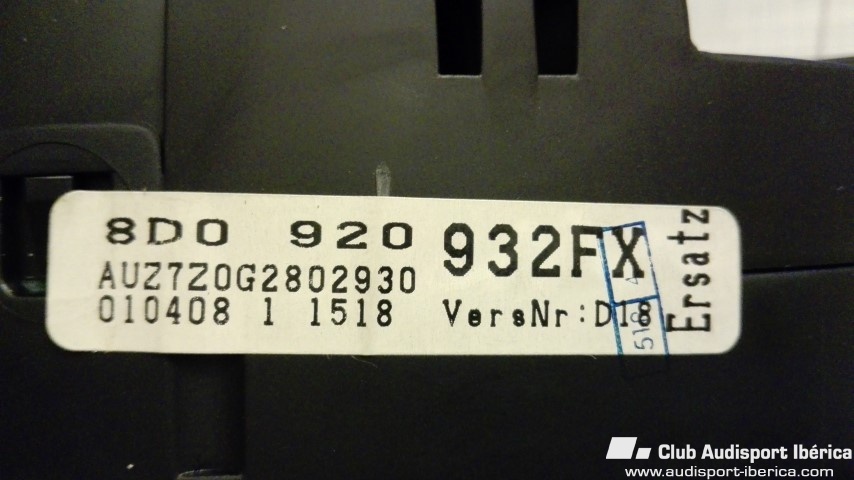 8D0 920 932FX
AUZ7Z0G2802930
010408 1 1518 VersNr:D18
Ersatz
Club Audisport Ibérica
www.audisport-iberica.com